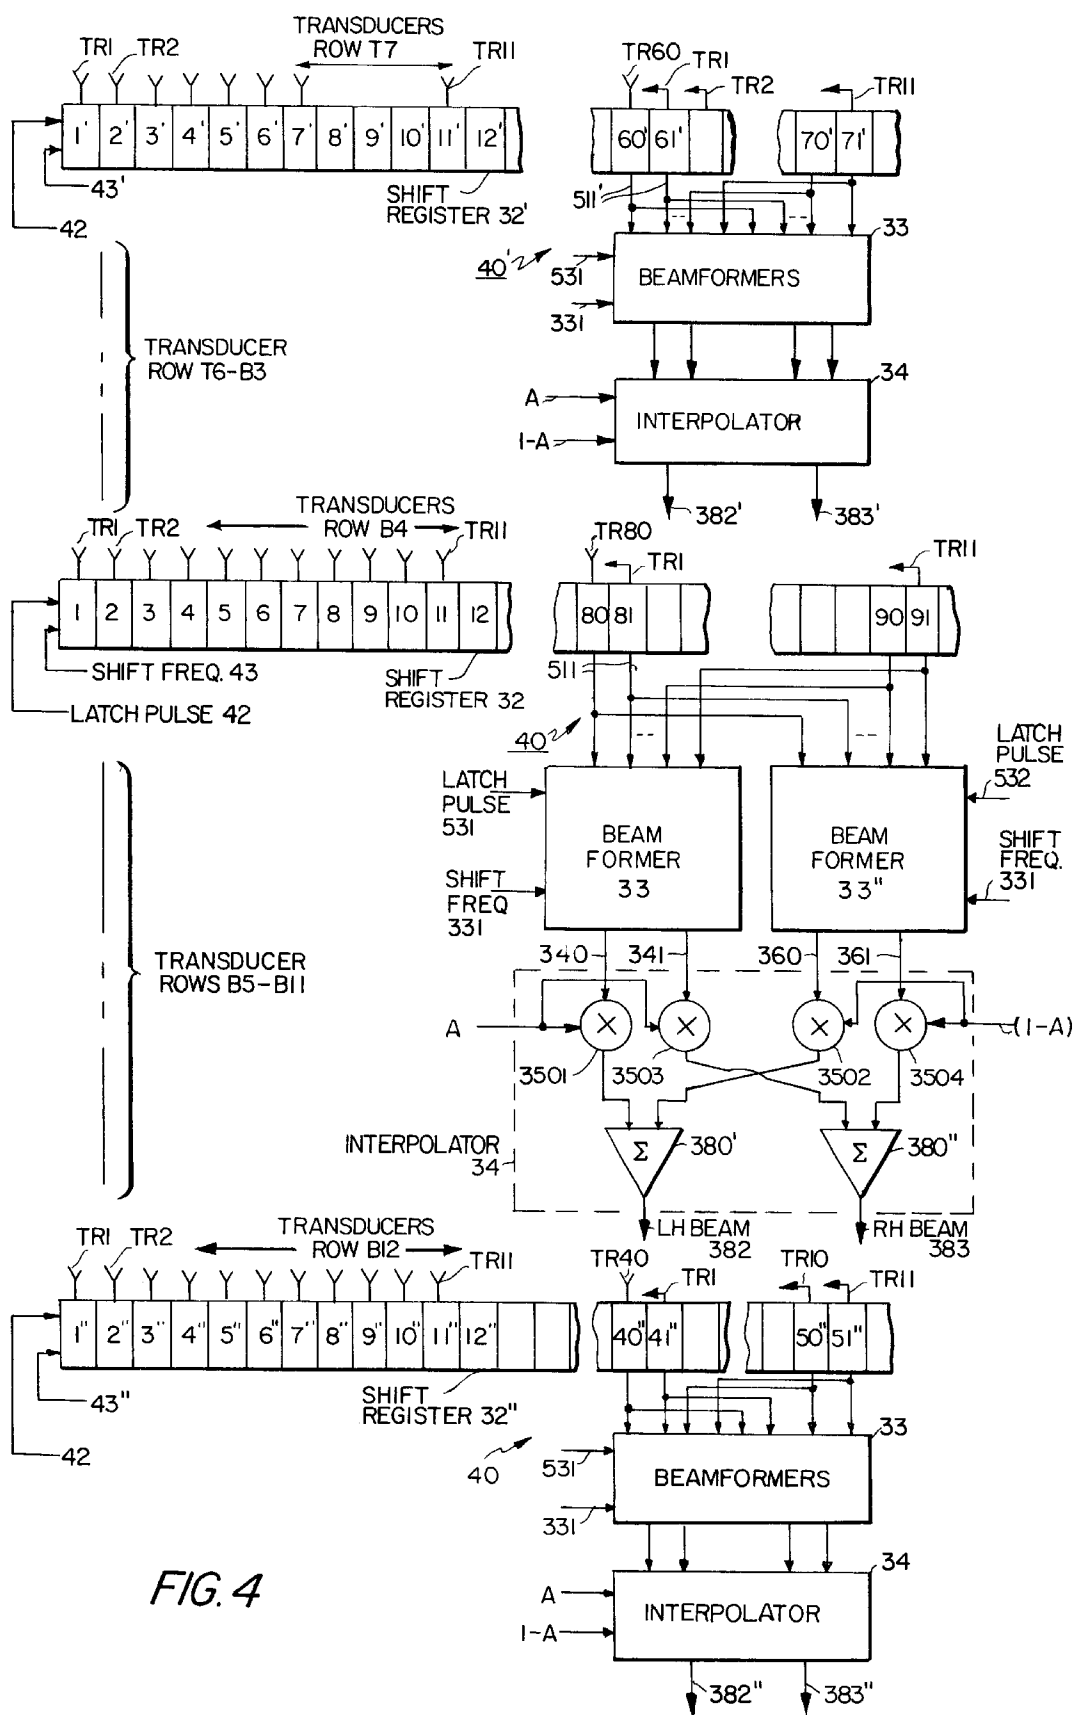 TRANSDUCERS
ROW T7
TR1 TR2 TR11
1' 2' 3' 4' 5' 6' 7' 8' 9' 10' 11' 12'
43'
42
SHIFT
REGISTER 32'
TR60 TR1 TR2 TR11
60' 61' 70' 71'
511'
33
40'
531
331
BEAMFORMERS
34
A
1-A
INTERPOLATOR
382' 383'
TRANSDUCER
ROW T6-B3
TRANSDUCERS
ROW B4
TR1 TR2 TR11
1 2 3 4 5 6 7 8 9 10 11 12
SHIFT FREQ. 43
LATCH PULSE 42
SHIFT
REGISTER 32
TR80 TR1 TR11
80 81 90 91
511
40
LATCH
PULSE
531
SHIFT
FREQ
331
BEAM
FORMER
33
BEAM
FORMER
33"
LATCH
PULSE
532
SHIFT
FREQ.
331
340 341 360 361
A × × × × (1-A)
3501 3503 3502 3504
INTERPOLATOR
34
Σ 380' Σ 380"
LH BEAM
382
RH BEAM
383
TRANSDUCER
ROWS B5-B11
TRANSDUCERS
ROW B12
TR1 TR2 TR11
1" 2" 3" 4" 5" 6" 7" 8" 9" 10" 11" 12"
43"
42
SHIFT
REGISTER 32"
TR40 TR1 TR10 TR11
40" 41" 50" 51"
33
40
531
331
BEAMFORMERS
34
A
1-A
INTERPOLATOR
382" 383"
FIG. 4